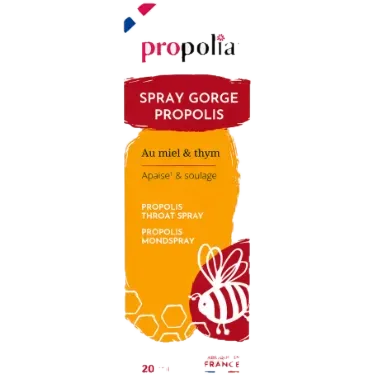 propolia
SPRAY GORGE
PROPOLIS
Au miel & thym
Apaise¹ & soulage
PROPOLIS
THROAT SPRAY
PROPOLIS
MONDSPRAY
FRANCE
20